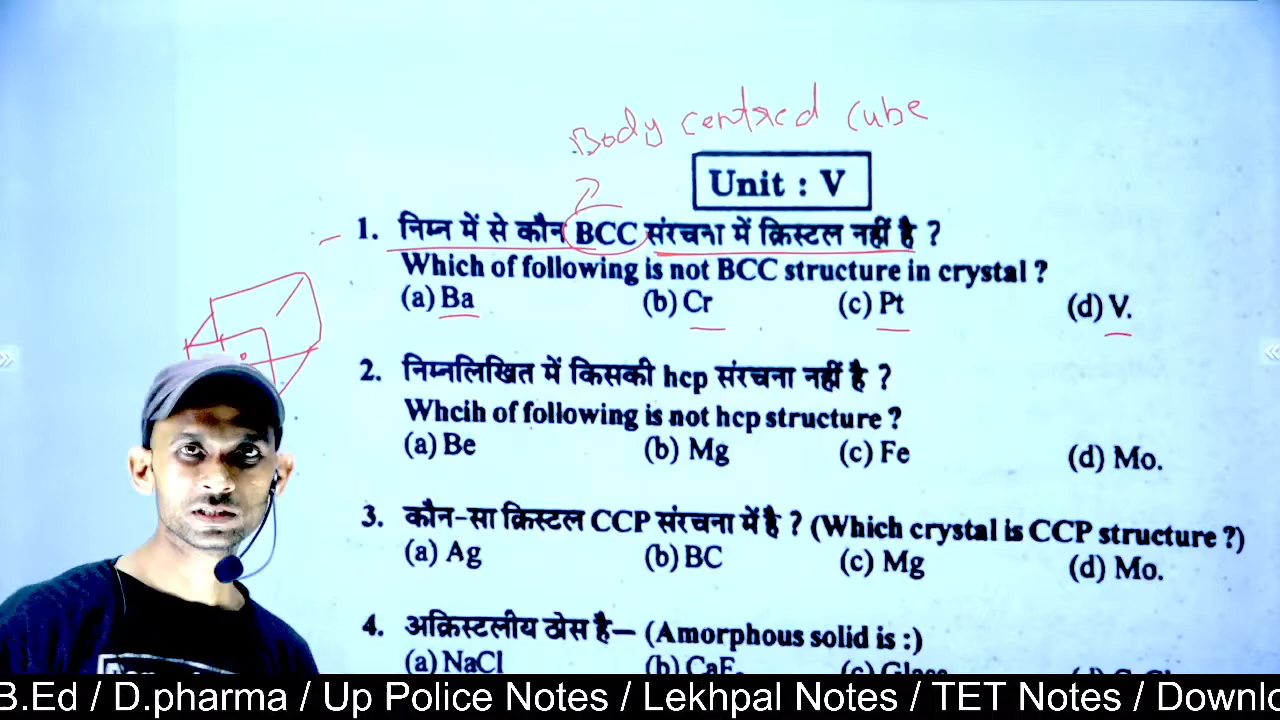 Body centred cube
Unit : V
1. निम्न में से कौन BCC संरचना में क्रिस्टल नहीं है ?
Which of following is not BCC structure in crystal ?
(a) Ba (b) Cr (c) Pt (d) V.
2. निम्नलिखित में किसकी hcp संरचना नहीं है ?
Whcih of following is not hcp structure ?
(a) Be (b) Mg (c) Fe (d) Mo.
3. कौन-सा क्रिस्टल CCP संरचना में है ? (Which crystal is CCP structure ?)
(a) Ag (b) BC (c) Mg (d) Mo.
4. अक्रिस्टलीय ठोस है— (Amorphous solid is :)
(a) NaCl (b) CaF (c) Glass (d)
B.Ed / D.pharma / Up Police Notes / Lekhpal Notes / TET Notes /